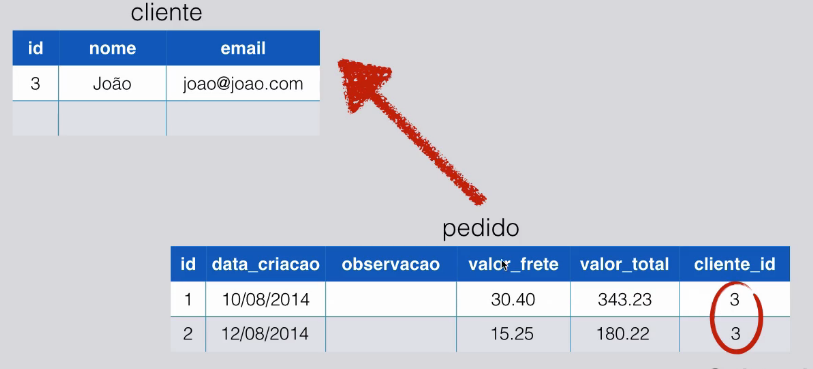 cliente
id nome email
3 João joao@joao.com
pedido
id data_criacao observacao valor_frete valor_total cliente_id
1 10/08/2014 30.40 343.23 3
2 12/08/2014 15.25 180.22 3